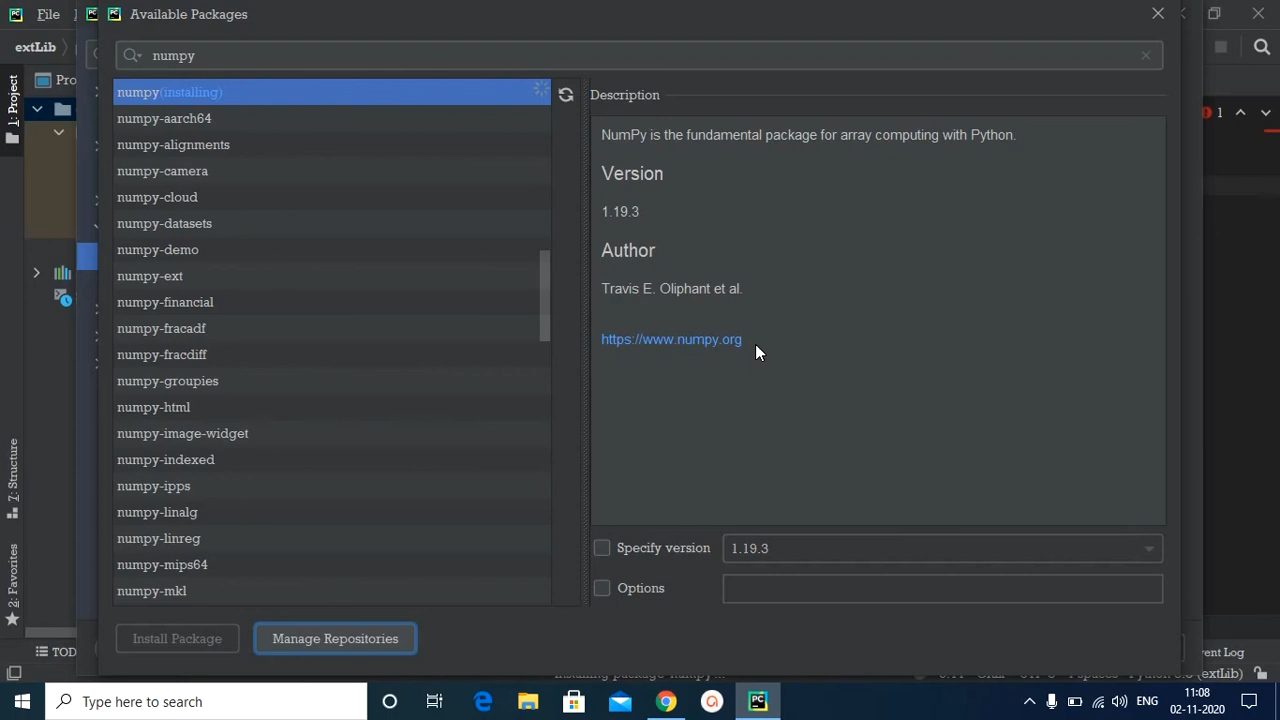 File
Available Packages
extLib
numpy
Pro
1: Project
numpy(installing)
numpy-aarch64
numpy-alignments
numpy-camera
numpy-cloud
numpy-datasets
numpy-demo
numpy-ext
numpy-financial
numpy-fracadf
numpy-fracdiff
numpy-groupies
numpy-html
numpy-image-widget
numpy-indexed
numpy-ipps
numpy-linalg
numpy-linreg
numpy-mips64
numpy-mkl
Description
NumPy is the fundamental package for array computing with Python.
Version
1.19.3
Author
Travis E. Oliphant et al.
https://www.numpy.org
1
Specify version
1.19.3
Options
Install Package
Manage Repositories
7: Structure
2: Favorites
TOD
vent Log
(extLib)
Type here to search
ENG
11:08
02-11-2020